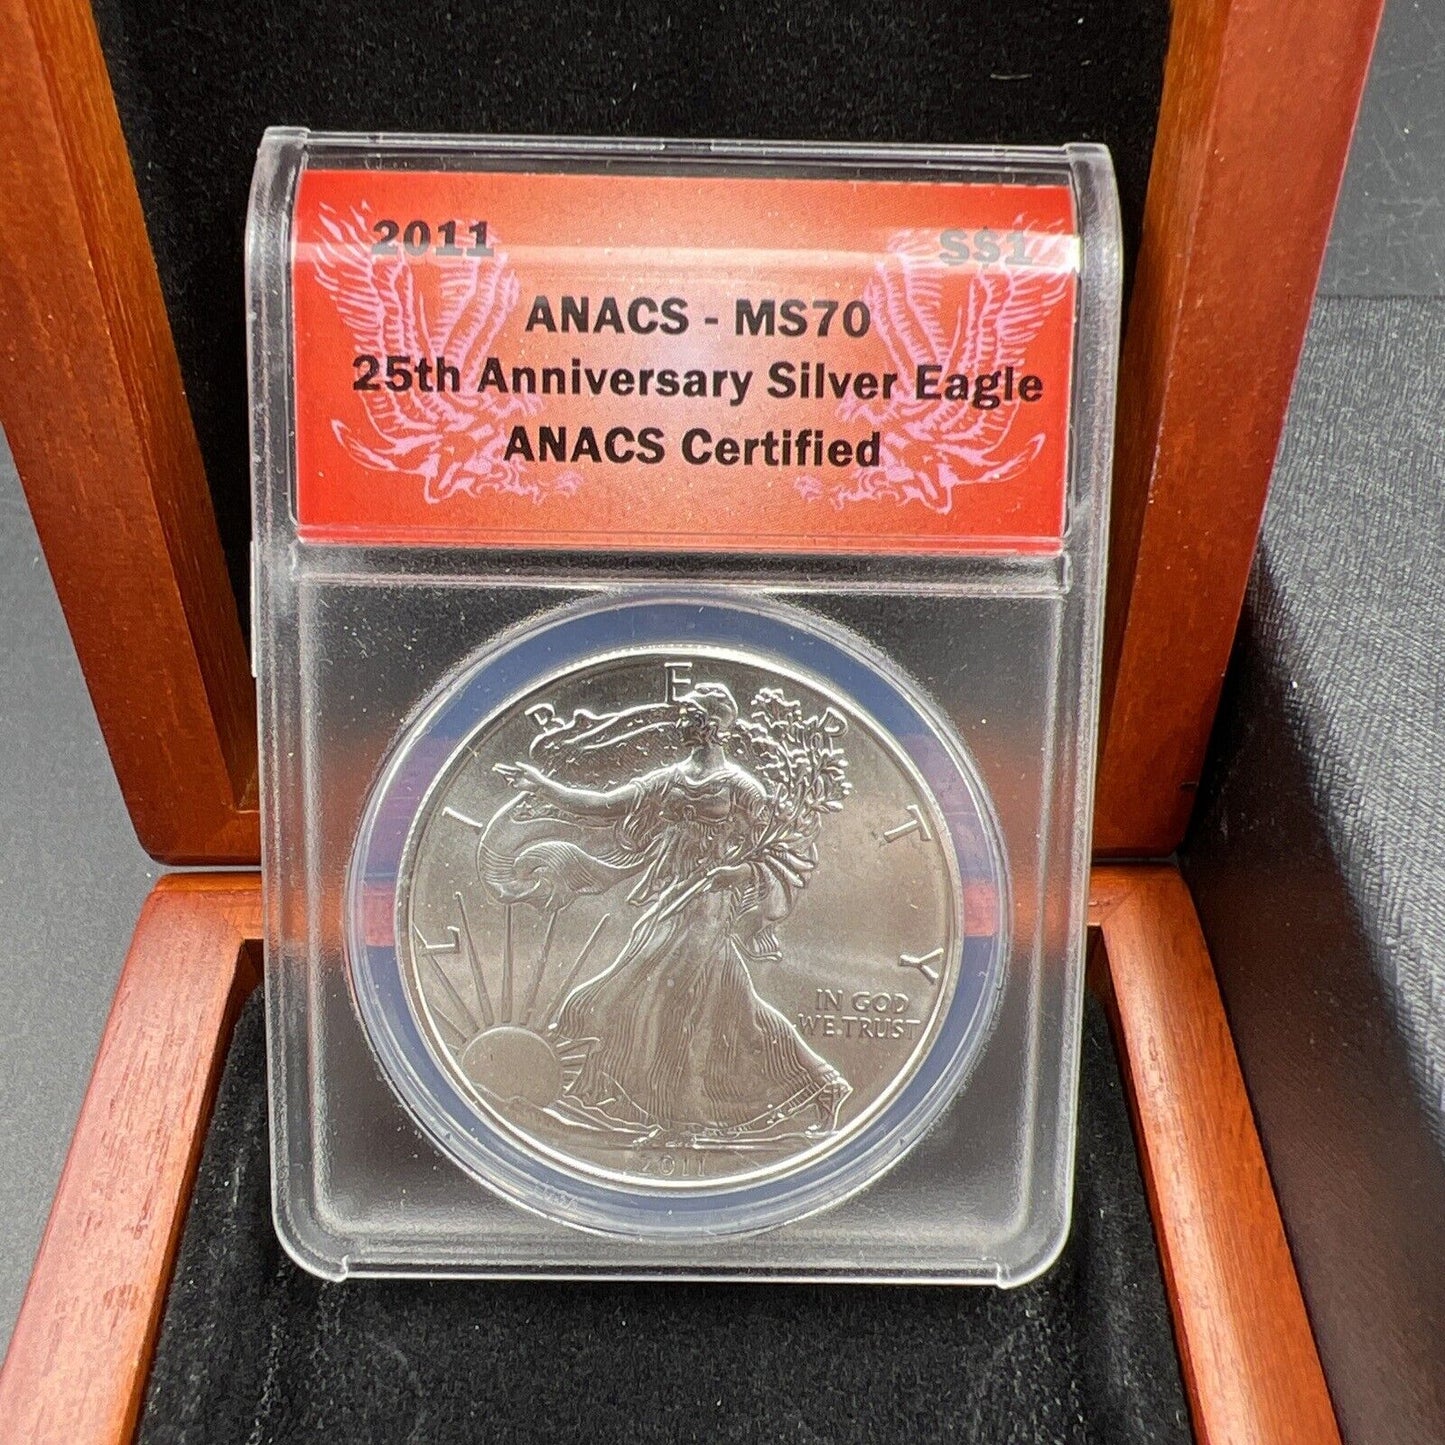 2011 S$1
ANACS - MS70
25th Anniversary Silver Eagle
ANACS Certified
LIBERTY
IN GOD
WE TRUST
2011